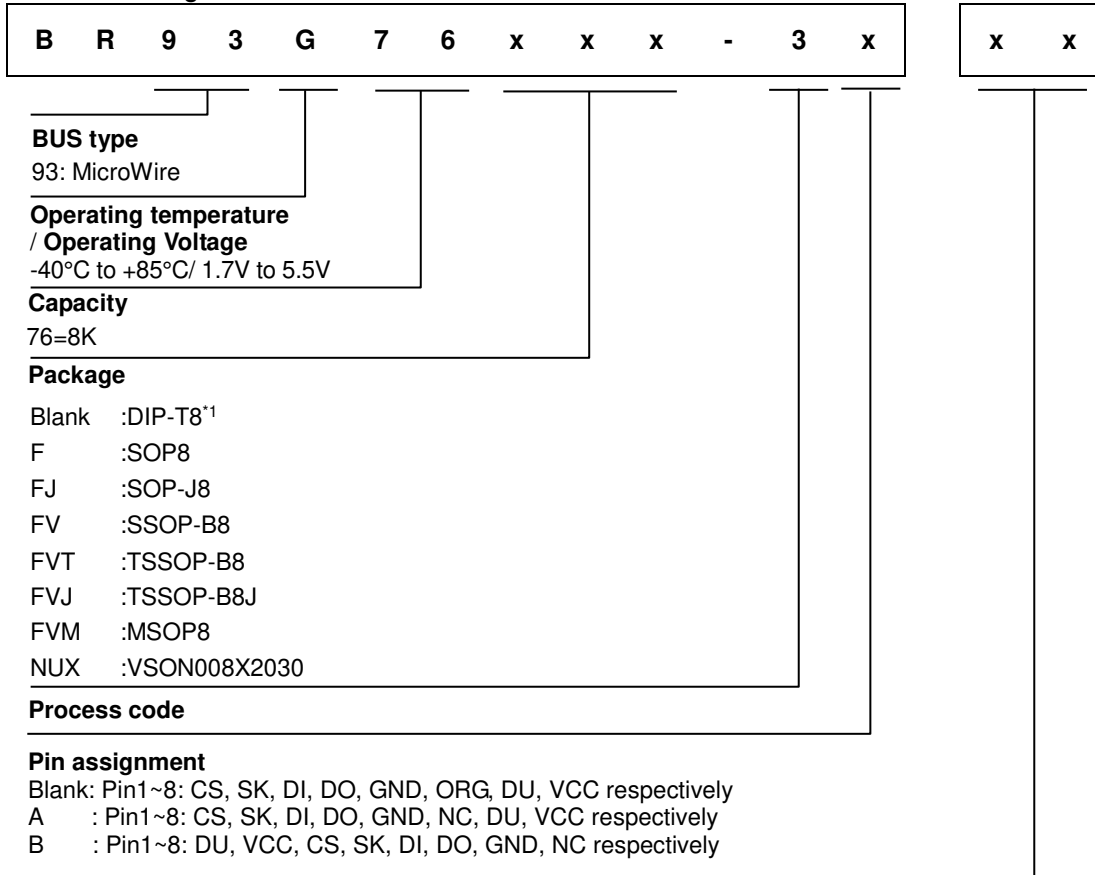 B R 9 3 G 7 6 x x x - 3 x x x
BUS type
93: MicroWire
Operating temperature
/ Operating Voltage
-40°C to +85°C/ 1.7V to 5.5V
Capacity
76=8K
Package
Blank :DIP-T8*1
F :SOP8
FJ :SOP-J8
FV :SSOP-B8
FVT :TSSOP-B8
FVJ :TSSOP-B8J
FVM :MSOP8
NUX :VSON008X2030
Process code
Pin assignment
Blank: Pin1~8: CS, SK, DI, DO, GND, ORG, DU, VCC respectively
A : Pin1~8: CS, SK, DI, DO, GND, NC, DU, VCC respectively
B : Pin1~8: DU, VCC, CS, SK, DI, DO, GND, NC respectively